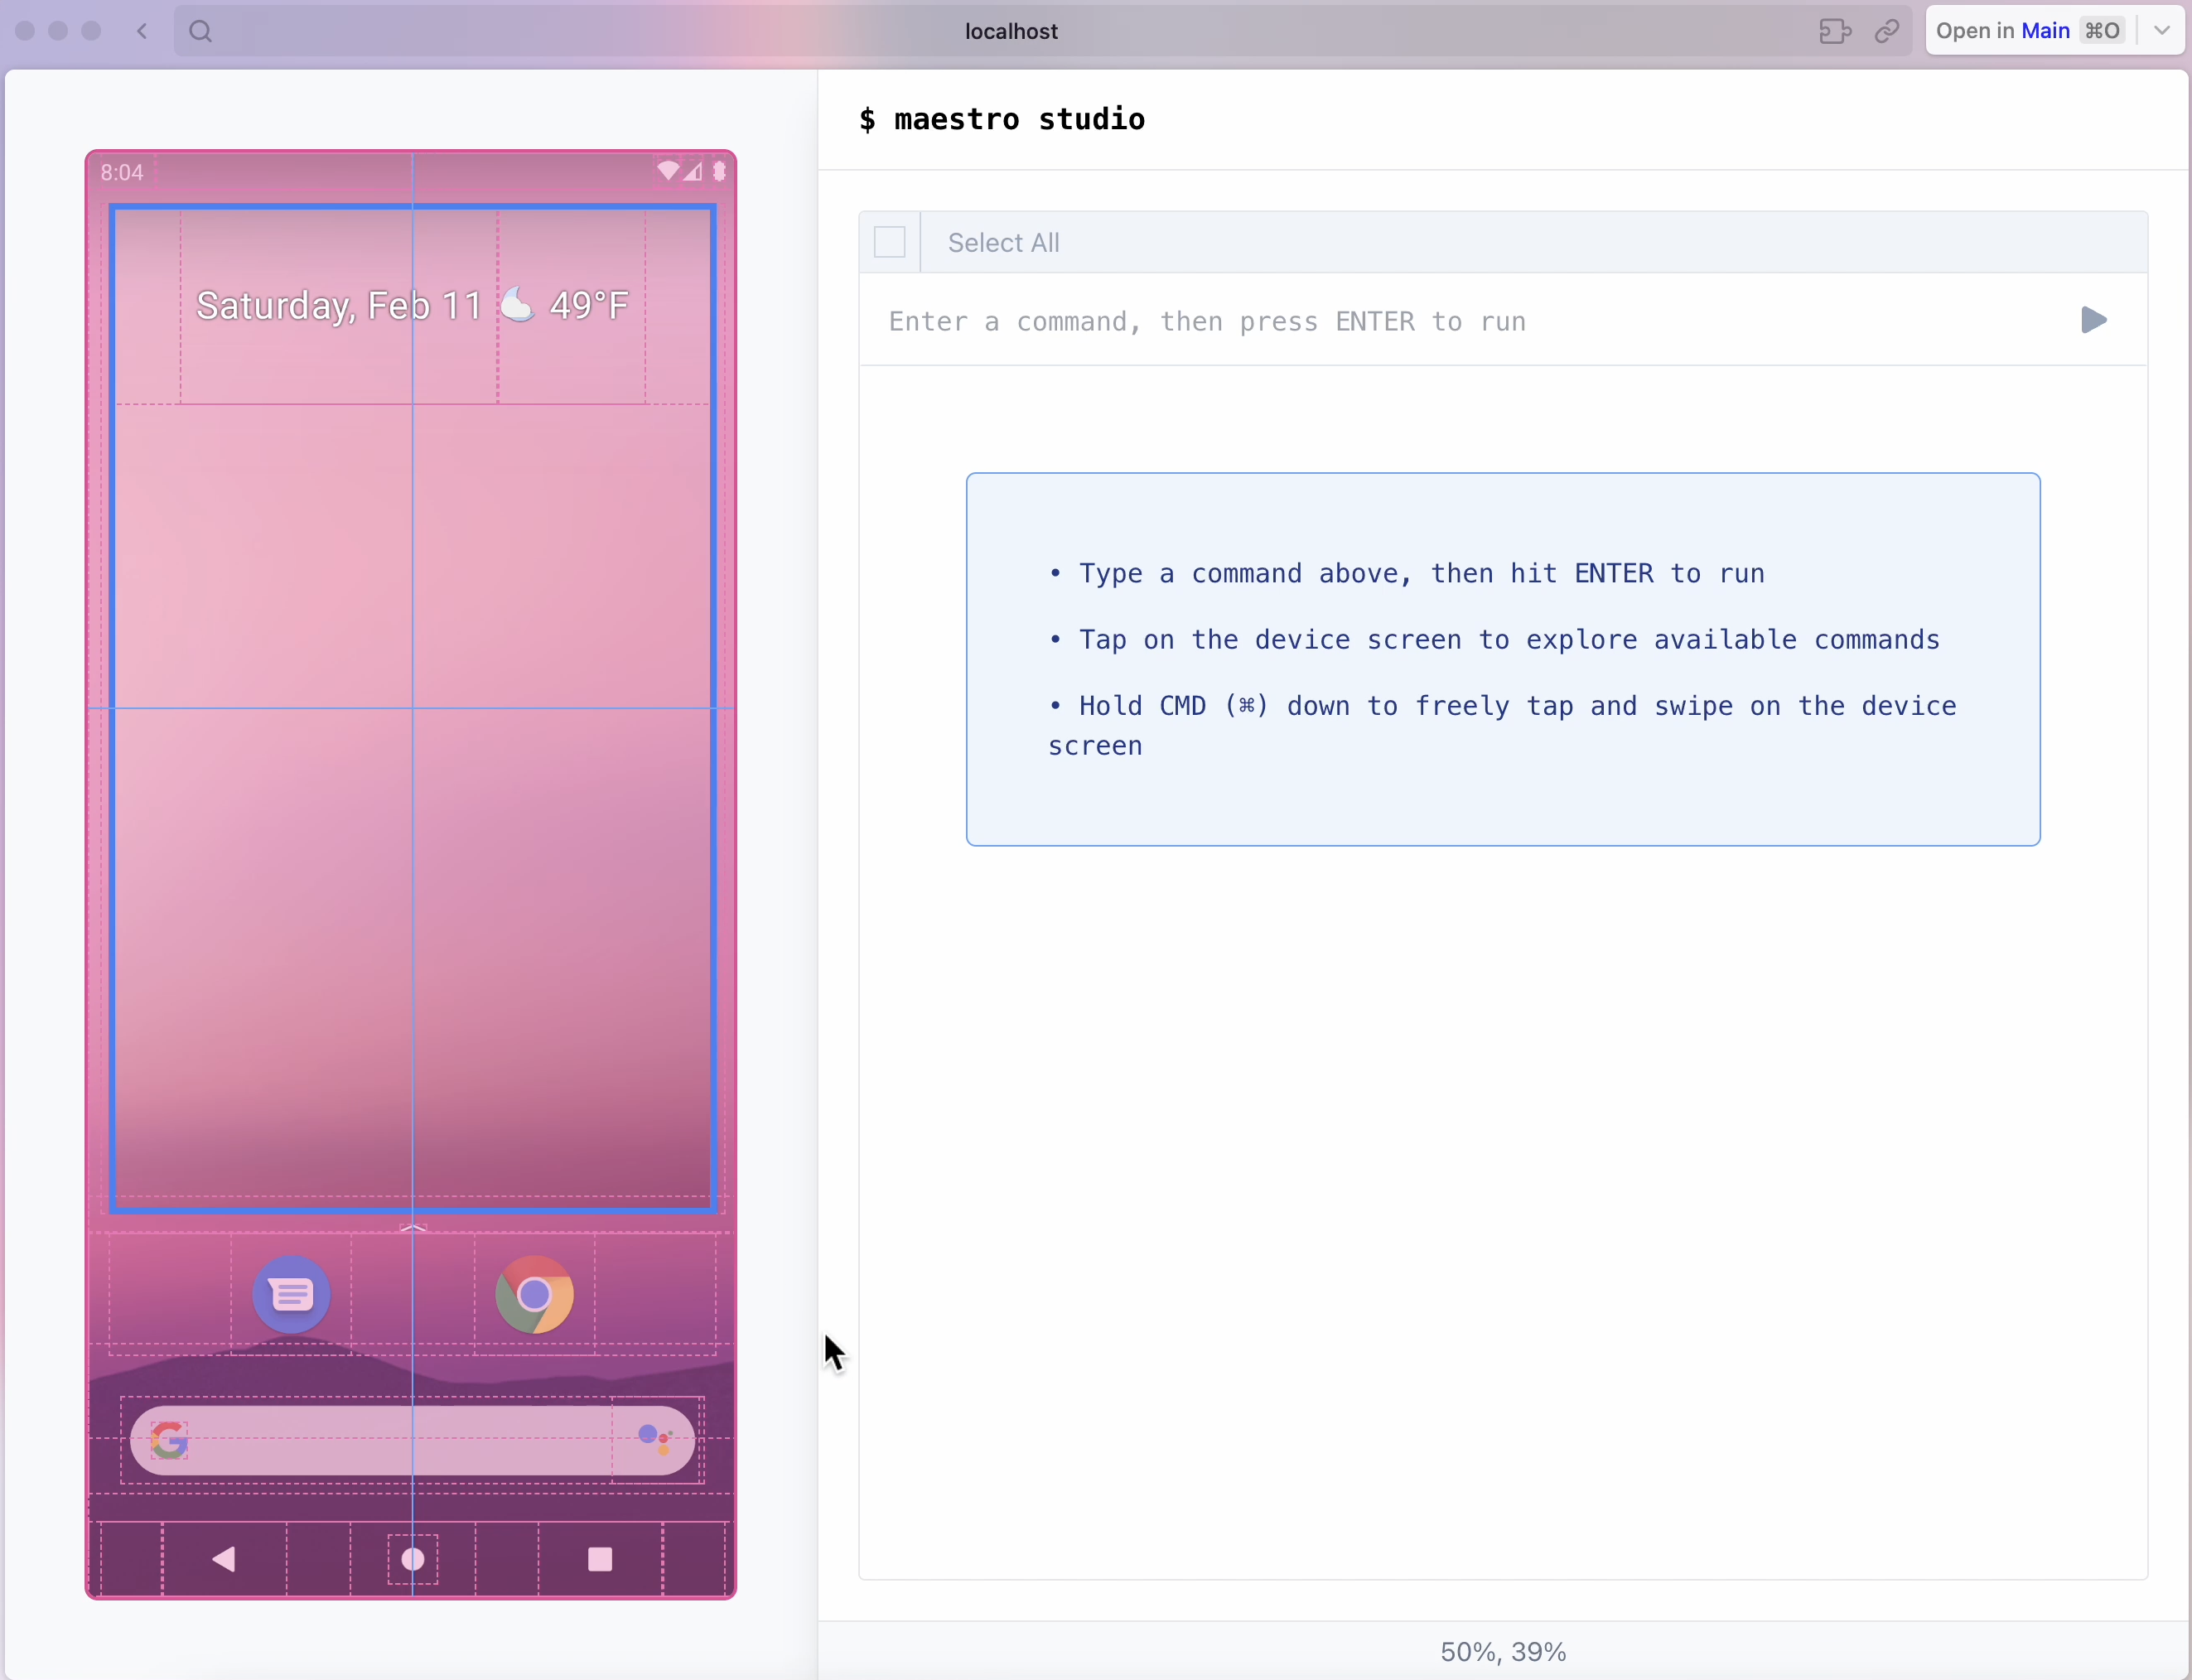 localhost
Open in Main ⌘O
8:04
Saturday, Feb 11 49°F
G
$ maestro studio
Select All
Enter a command, then press ENTER to run
• Type a command above, then hit ENTER to run
• Tap on the device screen to explore available commands
• Hold CMD (⌘) down to freely tap and swipe on the device
screen
50%, 39%